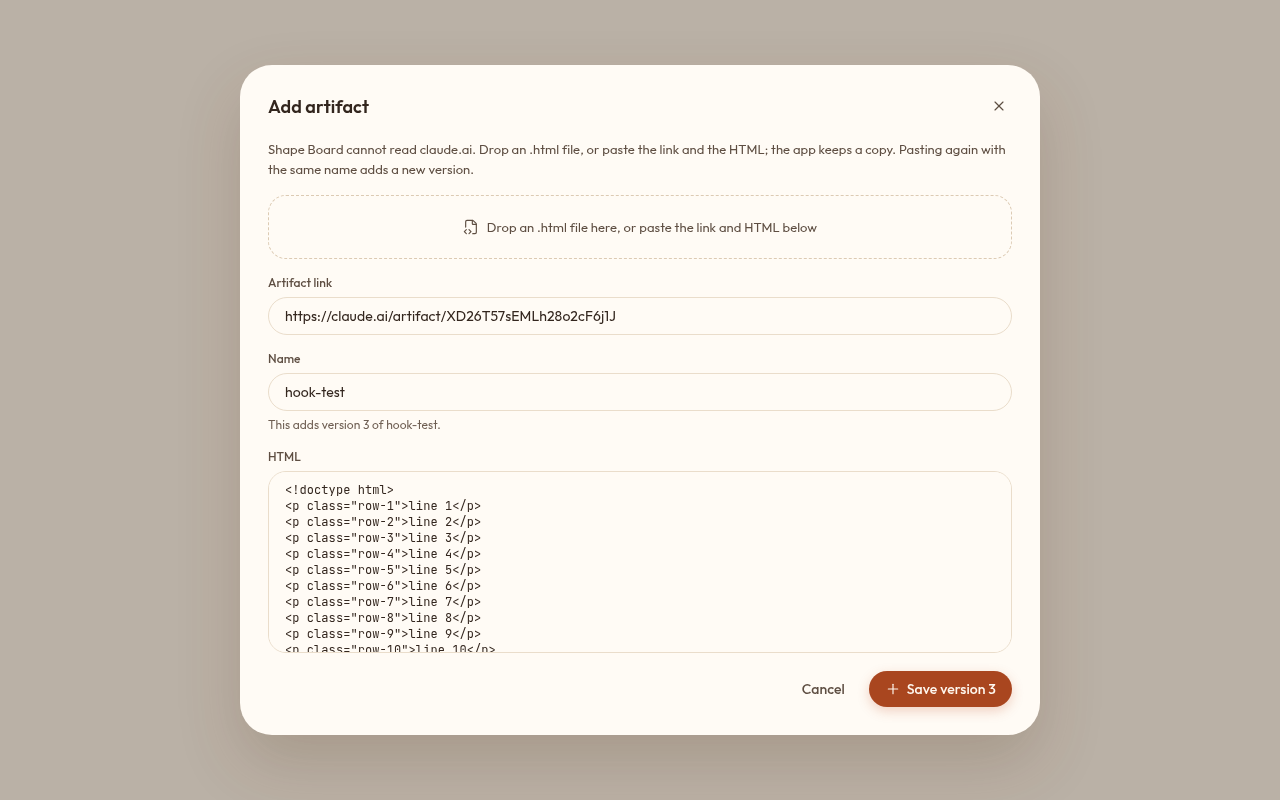 Add artifact
Shape Board cannot read claude.ai. Drop an .html file, or paste the link and the HTML; the app keeps a copy. Pasting again with
the same name adds a new version.
Drop an .html file here, or paste the link and HTML below
Artifact link
https://claude.ai/artifact/XD26T57sEMLh28o2cF6j1J
Name
hook-test
This adds version 3 of hook-test.
HTML
<!doctype html>
<p class="row-1">line 1</p>
<p class="row-2">line 2</p>
<p class="row-3">line 3</p>
<p class="row-4">line 4</p>
<p class="row-5">line 5</p>
<p class="row-6">line 6</p>
<p class="row-7">line 7</p>
<p class="row-8">line 8</p>
<p class="row-9">line 9</p>
<p class="row-10">line 10</p>
Cancel
Save version 3